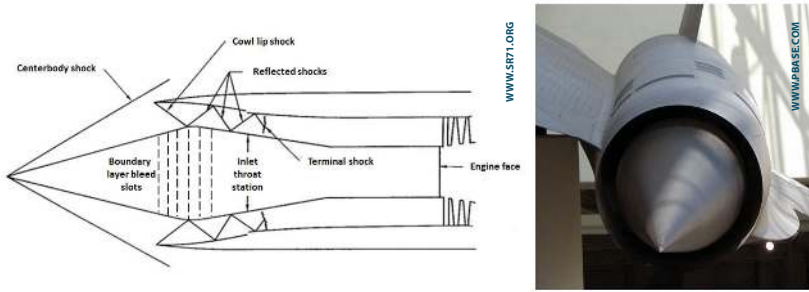 Cowl lip shock
Centerbody shock
Reflected shocks
Boundary
layer bleed
slots
Inlet
throat
station
Terminal shock
Engine face
WWW.SR71.ORG
WWW.PBASE.COM